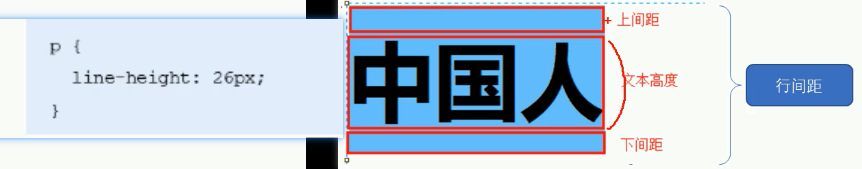 p {
line-height: 26px;
}
上间距
中国人
文本高度
下间距
行间距